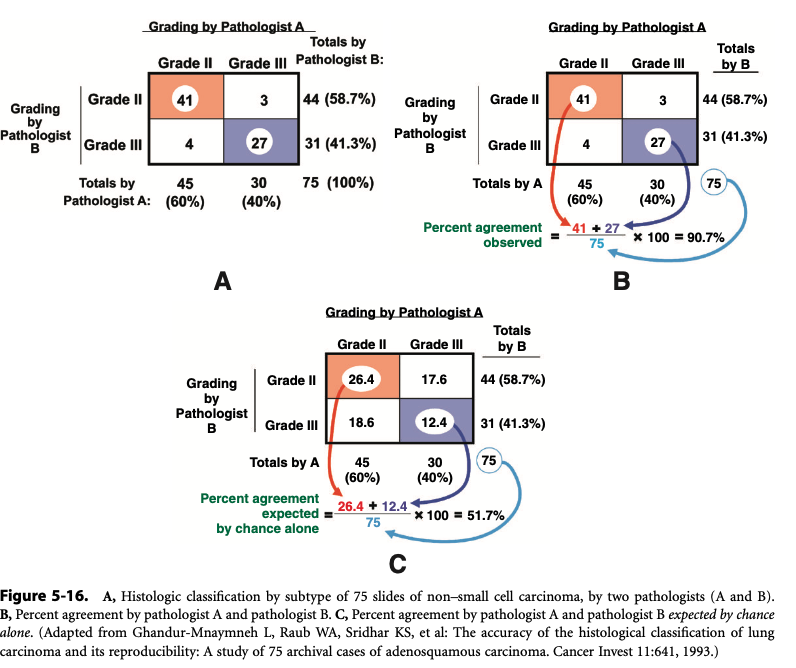 Grading by Pathologist A
Totals by
Grade II Grade III Pathologist B:
Grading
by
Pathologist
B
Grade II 41 3 44 (58.7%)
Grade III 4 27 31 (41.3%)
Totals by 45 30 75 (100%)
Pathologist A: (60%) (40%)
A
Grading by Pathologist A
Totals
by B
Grade II Grade III
Grading
by
Pathologist
B
Grade II 41 3 44 (58.7%)
Grade III 4 27 31 (41.3%)
Totals by A 45 30 75
(60%) (40%)
Percent agreement
observed
= 41 + 27 / 75 × 100 = 90.7%
B
Grading by Pathologist A
Totals
by B
Grade II Grade III
Grading
by
Pathologist
B
Grade II 26.4 17.6 44 (58.7%)
Grade III 18.6 12.4 31 (41.3%)
Totals by A 45 30 75
(60%) (40%)
Percent agreement
expected
by chance alone
= 26.4 + 12.4 / 75 × 100 = 51.7%
C
Figure 5-16. A, Histologic classification by subtype of 75 slides of non–small cell carcinoma, by two pathologists (A and B).
B, Percent agreement by pathologist A and pathologist B. C, Percent agreement by pathologist A and pathologist B expected by chance
alone. (Adapted from Ghandur-Mnaymneh L, Raub WA, Sridhar KS, et al: The accuracy of the histological classification of lung
carcinoma and its reproducibility: A study of 75 archival cases of adenosquamous carcinoma. Cancer Invest 11:641, 1993.)